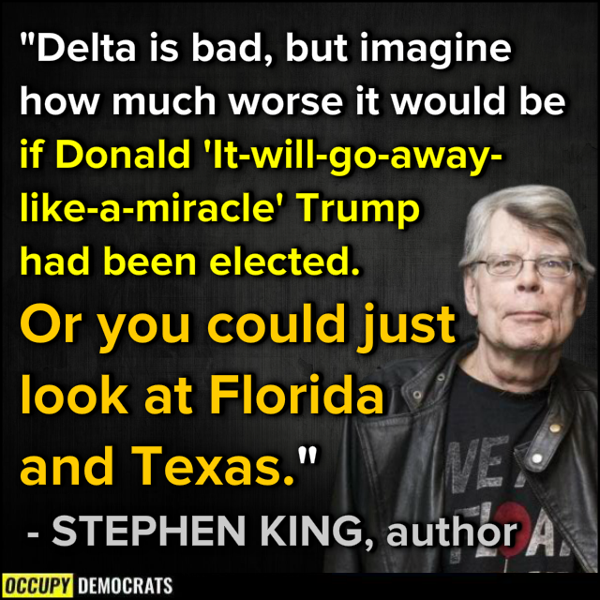 "Delta is bad, but imagine
how much worse it would be
if Donald 'It-will-go-away-
like-a-miracle' Trump
had been elected.
Or you could just
look at Florida
and Texas."
- STEPHEN KING, author
OCCUPY DEMOCRATS